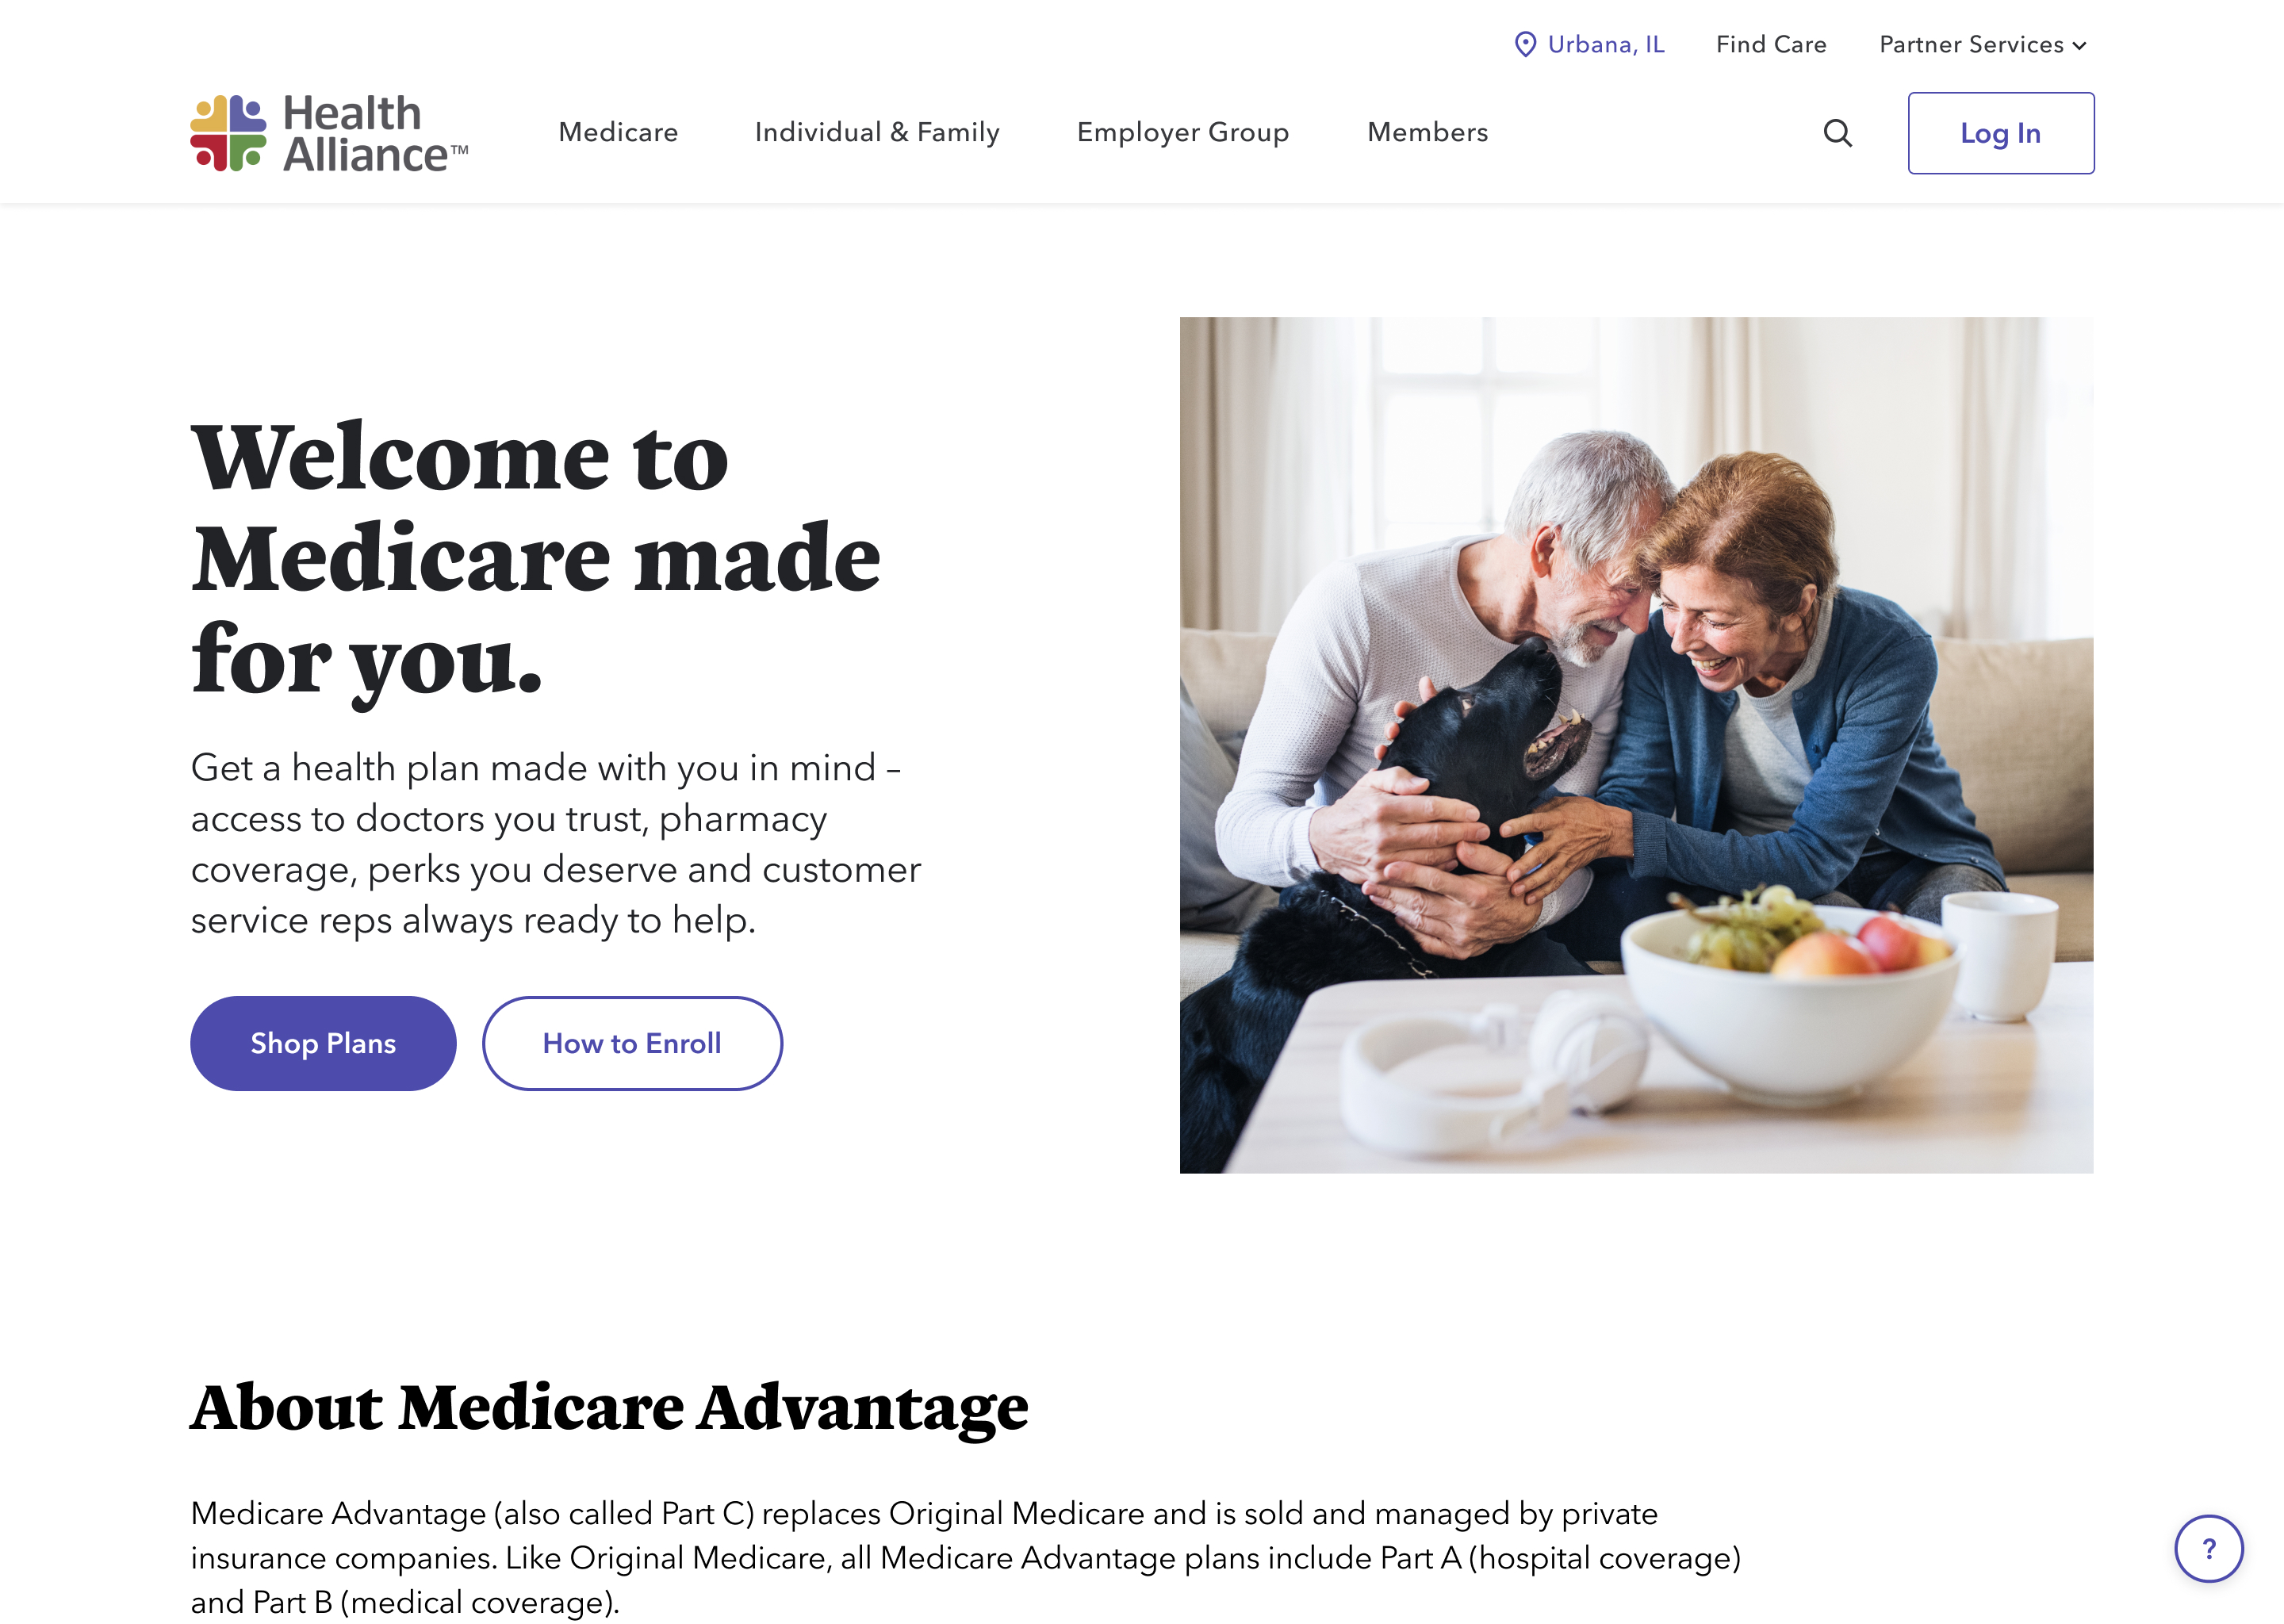 Urbana, IL
Find Care
Partner Services
Health
Alliance™
Medicare
Individual & Family
Employer Group
Members
Log In
Welcome to
Medicare made
for you.
Get a health plan made with you in mind –
access to doctors you trust, pharmacy
coverage, perks you deserve and customer
service reps always ready to help.
Shop Plans
How to Enroll
About Medicare Advantage
Medicare Advantage (also called Part C) replaces Original Medicare and is sold and managed by private
insurance companies. Like Original Medicare, all Medicare Advantage plans include Part A (hospital coverage)
and Part B (medical coverage).
?